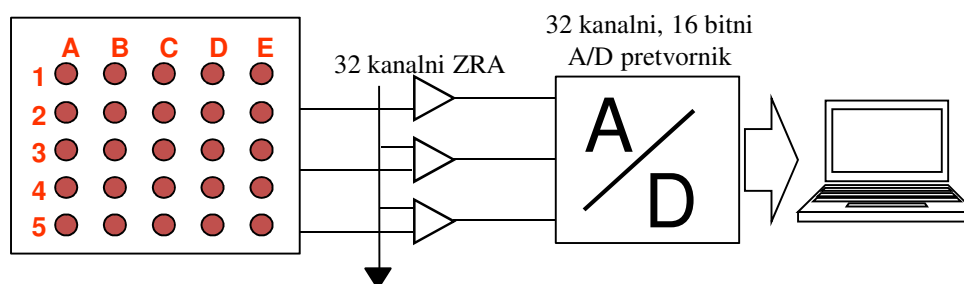 A B C D E
1
2
3
4
5
32 kanalni ZRA
32 kanalni, 16 bitni
A/D pretvornik
A
D